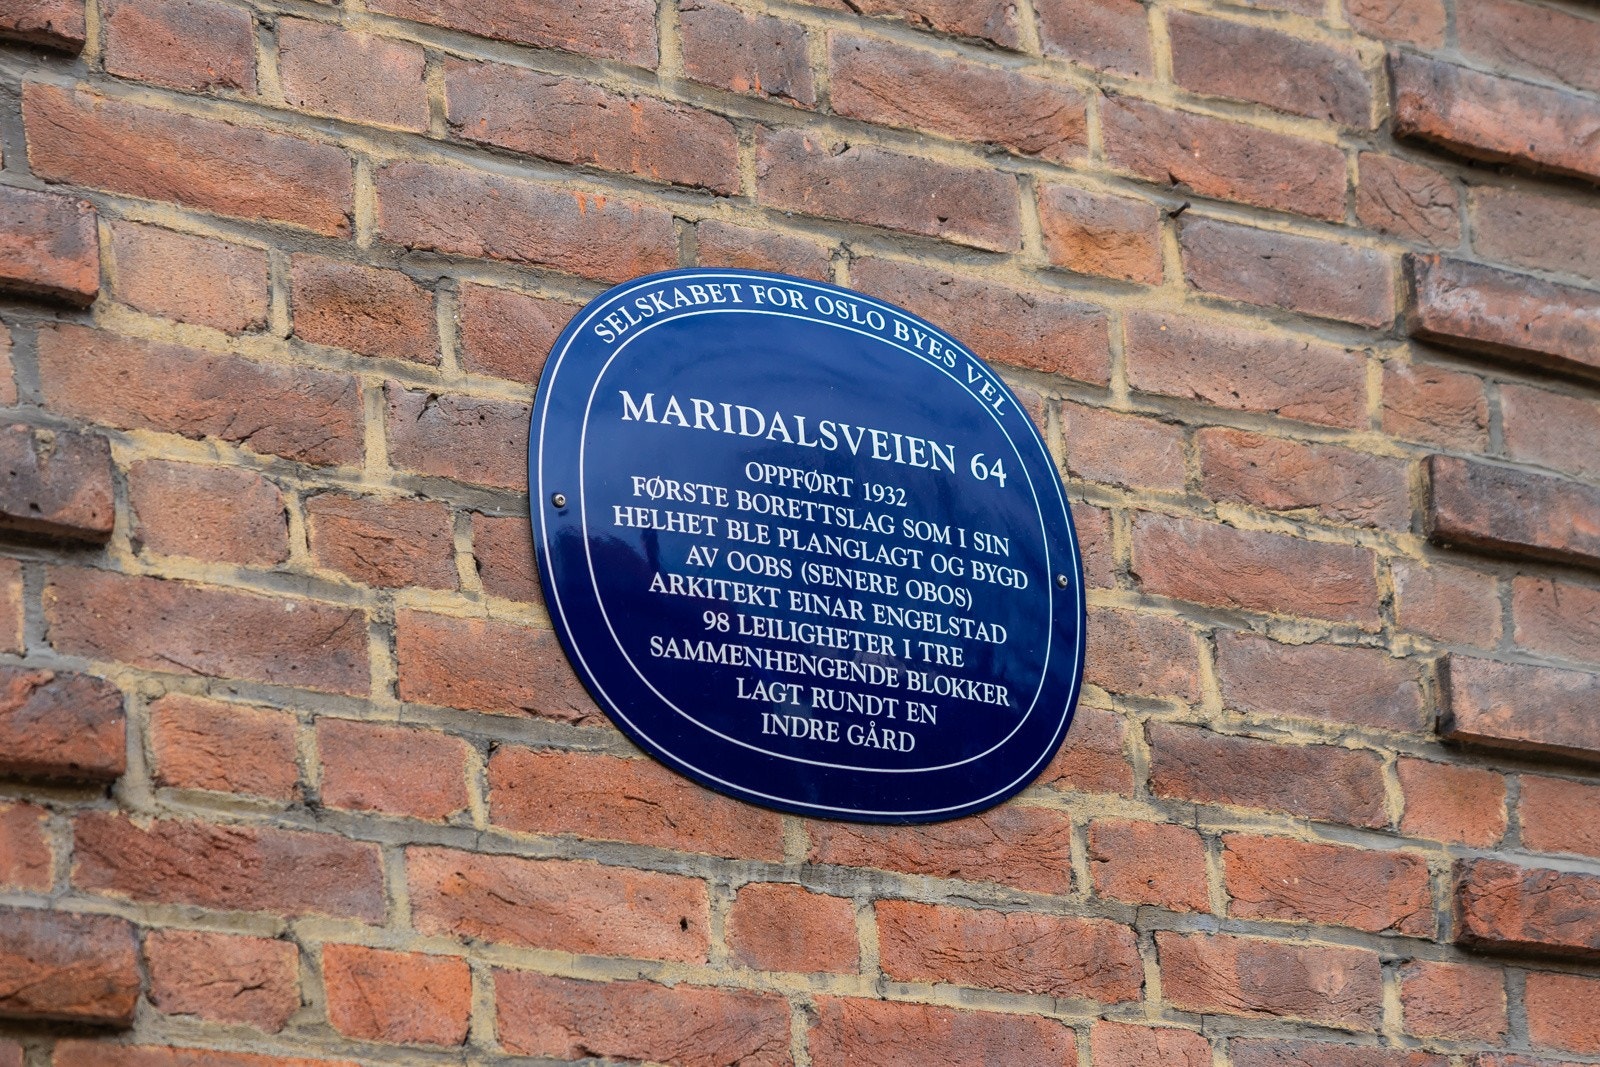 SELSKABET FOR OSLO BYES VEL
MARIDALSVEIEN 64
OPPFØRT 1932
FØRSTE BORETTSLAG SOM I SIN
HELHET BLE PLANGLAGT OG BYGD
AV OOBS (SENERE OBOS)
ARKITEKT EINAR ENGELSTAD
98 LEILIGHETER I TRE
SAMMENHENGENDE BLOKKER
LAGT RUNDT EN
INDRE GÅRD